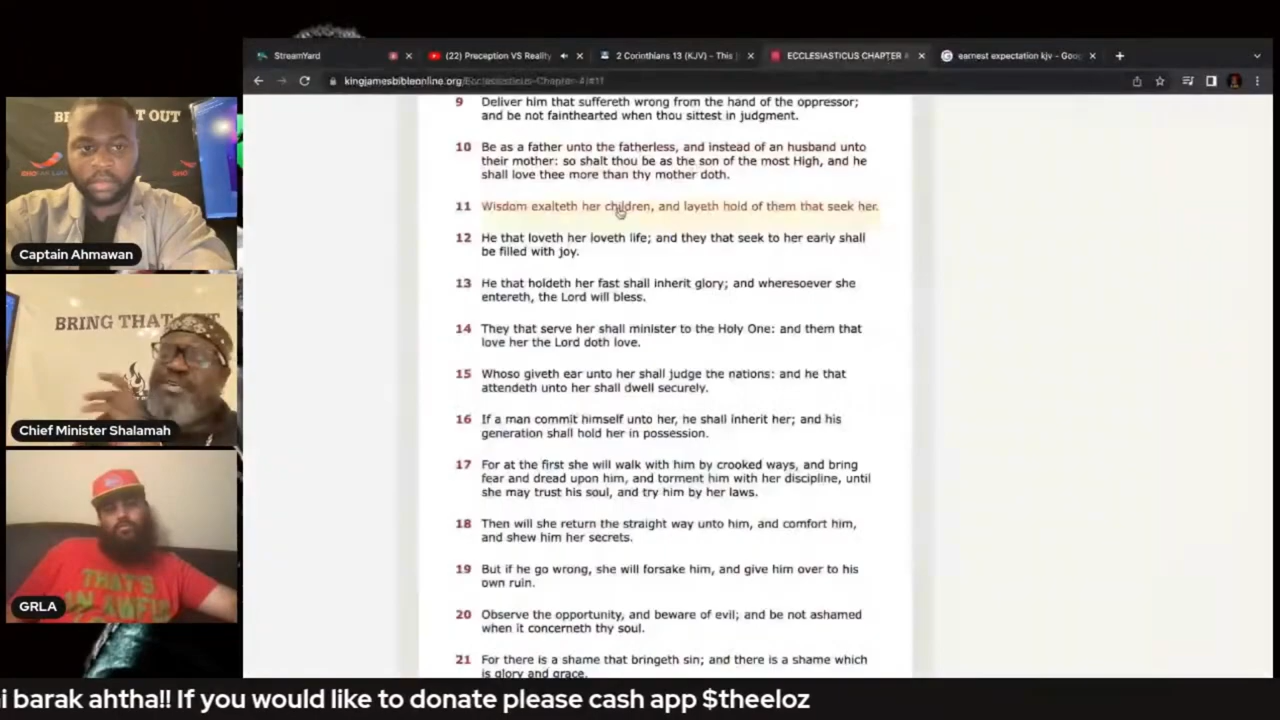 StreamYard
(22) Preception VS Reality
2 Corinthians 13 (KJV) - This
ECCLESIASTICUS CHAPTER
earnest expectation kjv - Goo
kingjamesbibleonline.org/Ecclesiasticus-Chapter-4/#11
9 Deliver him that suffereth wrong from the hand of the oppressor;
and be not fainthearted when thou sittest in judgment.
10 Be as a father unto the fatherless, and instead of an husband unto
their mother: so shalt thou be as the son of the most High, and he
shall love thee more than thy mother doth.
11 Wisdom exalteth her children, and layeth hold of them that seek her.
12 He that loveth her loveth life; and they that seek to her early shall
be filled with joy.
13 He that holdeth her fast shall inherit glory; and wheresoever she
entereth, the Lord will bless.
14 They that serve her shall minister to the Holy One: and them that
love her the Lord doth love.
15 Whoso giveth ear unto her shall judge the nations: and he that
attendeth unto her shall dwell securely.
16 If a man commit himself unto her, he shall inherit her; and his
generation shall hold her in possession.
17 For at the first she will walk with him by crooked ways, and bring
fear and dread upon him, and torment him with her discipline, until
she may trust his soul, and try him by her laws.
18 Then will she return the straight way unto him, and comfort him,
and shew him her secrets.
19 But if he go wrong, she will forsake him, and give him over to his
own ruin.
20 Observe the opportunity, and beware of evil; and be not ashamed
when it concerneth thy soul.
21 For there is a shame that bringeth sin; and there is a shame which
is glory and grace.
Captain Ahmawan
BRING THAT OUT
Chief Minister Shalamah
THAT'S
GRLA
i barak ahtha!! If you would like to donate please cash app $theeloz